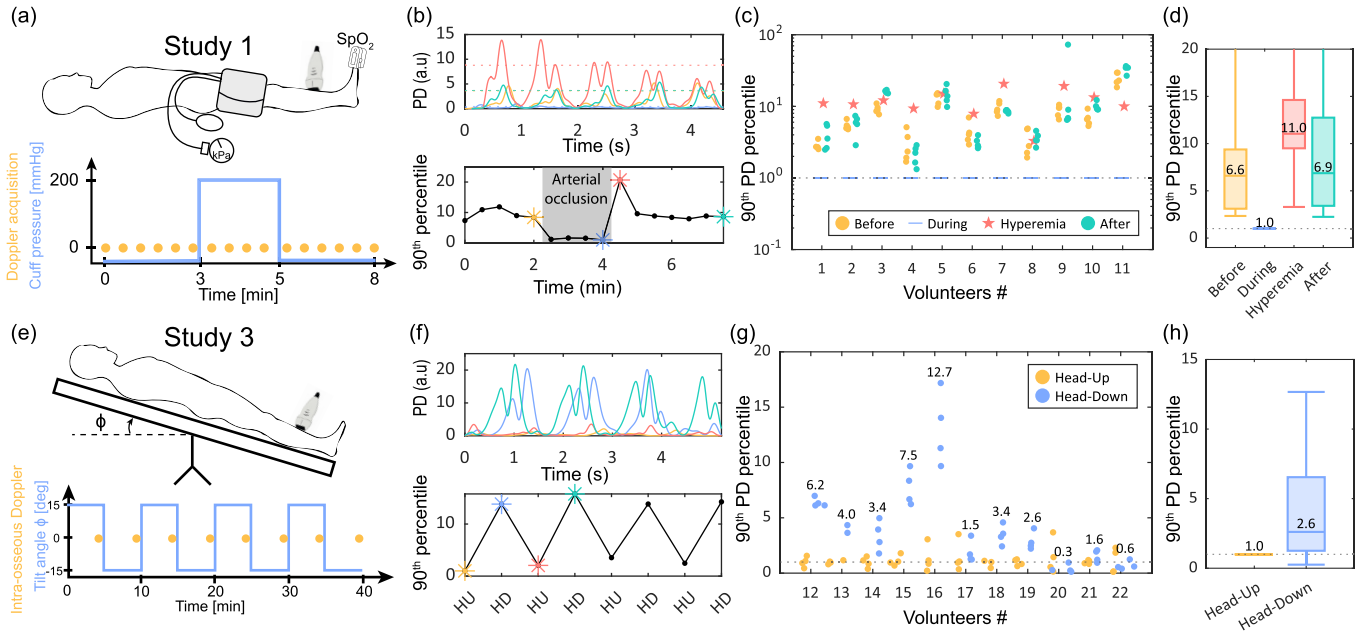 (a)
Study 1
SpO2
kPa
Doppler acquisition
Cuff pressure [mmHg]
200
0
0
3
5
8
Time [min]
(b)
PD (a.u)
15
10
5
0
0
1
2
3
4
Time (s)
90th percentile
20
10
0
Arterial
occlusion
0
2
4
6
Time (min)
(c)
90th PD percentile
10^2
10^1
10^0
10^-1
Before
During
Hyperemia
After
1 2 3 4 5 6 7 8 9 10 11
Volunteers #
(d)
90th PD percentile
20
15
10
5
0
6.6
1.0
11.0
6.9
Before
During
Hyperemia
After
(e)
Study 3
ϕ
Intra-osseous Doppler
Tilt angle ϕ [deg]
15
0
-15
0
10
20
30
40
Time [min]
(f)
PD (a.u)
20
10
0
0 1 2 3 4 5
Time (s)
90th percentile
10
0
HU HD HU HD HU HD HU HD
(g)
90th PD percentile
20
15
10
5
0
Head-Up
Head-Down
6.2
4.0
3.4
7.5
12.7
1.5
3.4
2.6
0.3
1.6
0.6
12 13 14 15 16 17 18 19 20 21 22
Volunteers #
(h)
90th PD percentile
15
10
5
0
1.0
2.6
Head-Up
Head-Down